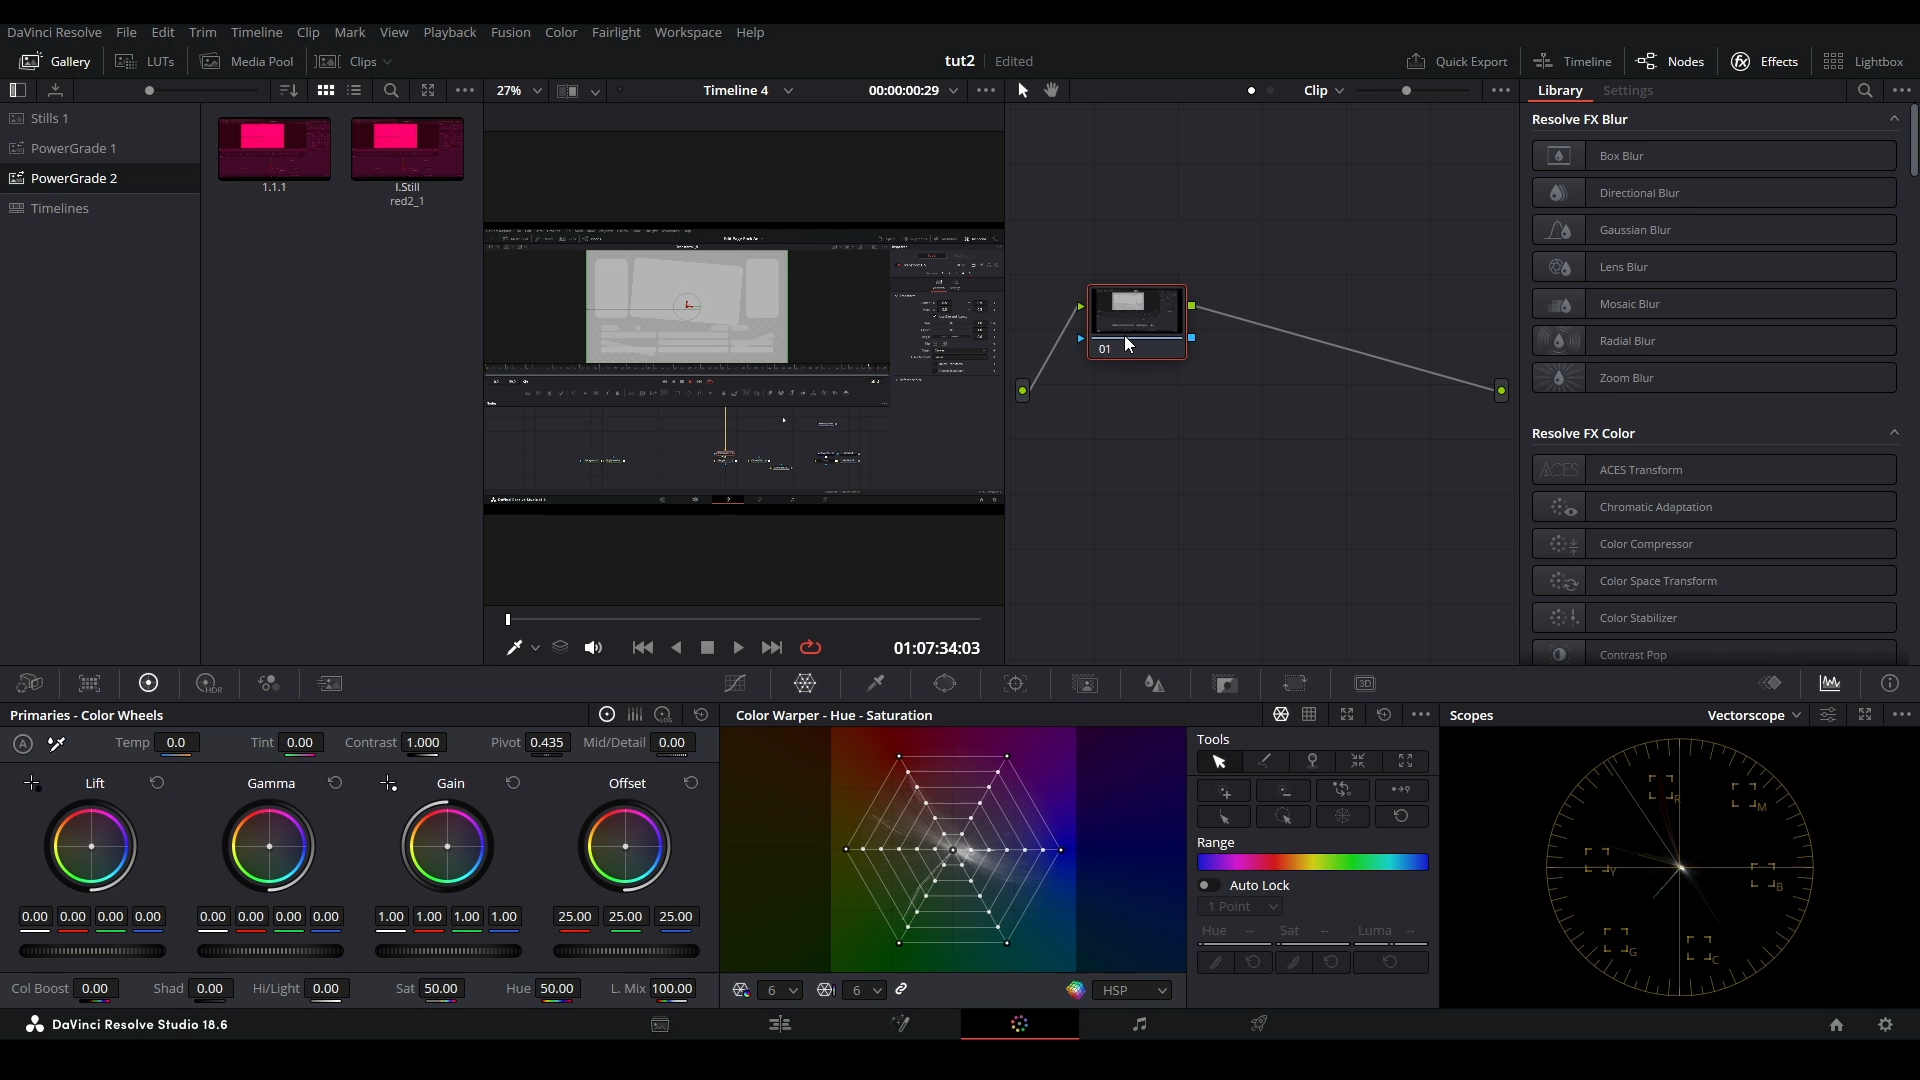 DaVinci Resolve File Edit Trim Timeline Clip Mark View Playback Fusion Color Fairlight Workspace Help
Gallery LUTs Media Pool Clips tut2 Edited Quick Export Timeline Nodes Effects Lightbox
27% Timeline 4 00:00:00:29 Clip Library Settings
Stills 1
PowerGrade 1
PowerGrade 2
Timelines
1.1.1
I.Still
red2_1
01
01:07:34:03
Resolve FX Blur
Box Blur
Directional Blur
Gaussian Blur
Lens Blur
Mosaic Blur
Radial Blur
Zoom Blur
Resolve FX Color
ACES ACES Transform
Chromatic Adaptation
Color Compressor
Color Space Transform
Color Stabilizer
Contrast Pop
HDR 3D
Primaries - Color Wheels
A Temp 0.0 Tint 0.00 Contrast 1.000 Pivot 0.435 Mid/Detail 0.00
LOG
Lift Gamma Gain Offset
0.00 0.00 0.00 0.00 0.00 0.00 0.00 0.00 1.00 1.00 1.00 1.00 25.00 25.00 25.00
Col Boost 0.00 Shad 0.00 Hi/Light 0.00 Sat 50.00 Hue 50.00 L. Mix 100.00
Color Warper - Hue - Saturation
6 6 HSP
Tools
Range
Auto Lock
1 Point
Hue -- Sat -- Luma --
Scopes Vectorscope
R M
Y B
G C
DaVinci Resolve Studio 18.6